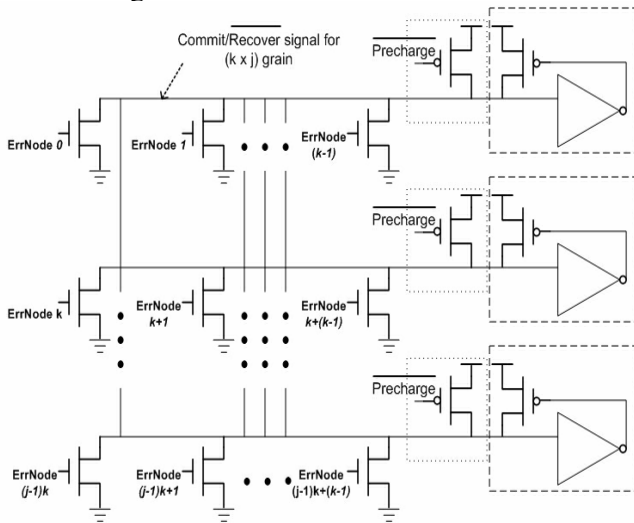 Commit/Recover signal for
(k x j) grain
Precharge
ErrNode 0
ErrNode 1
ErrNode
(k-1)
Precharge
ErrNode k
ErrNode
k+1
ErrNode
k+(k-1)
Precharge
ErrNode
(j-1)k
ErrNode
(j-1)k+1
ErrNode
(j-1)k+(k-1)